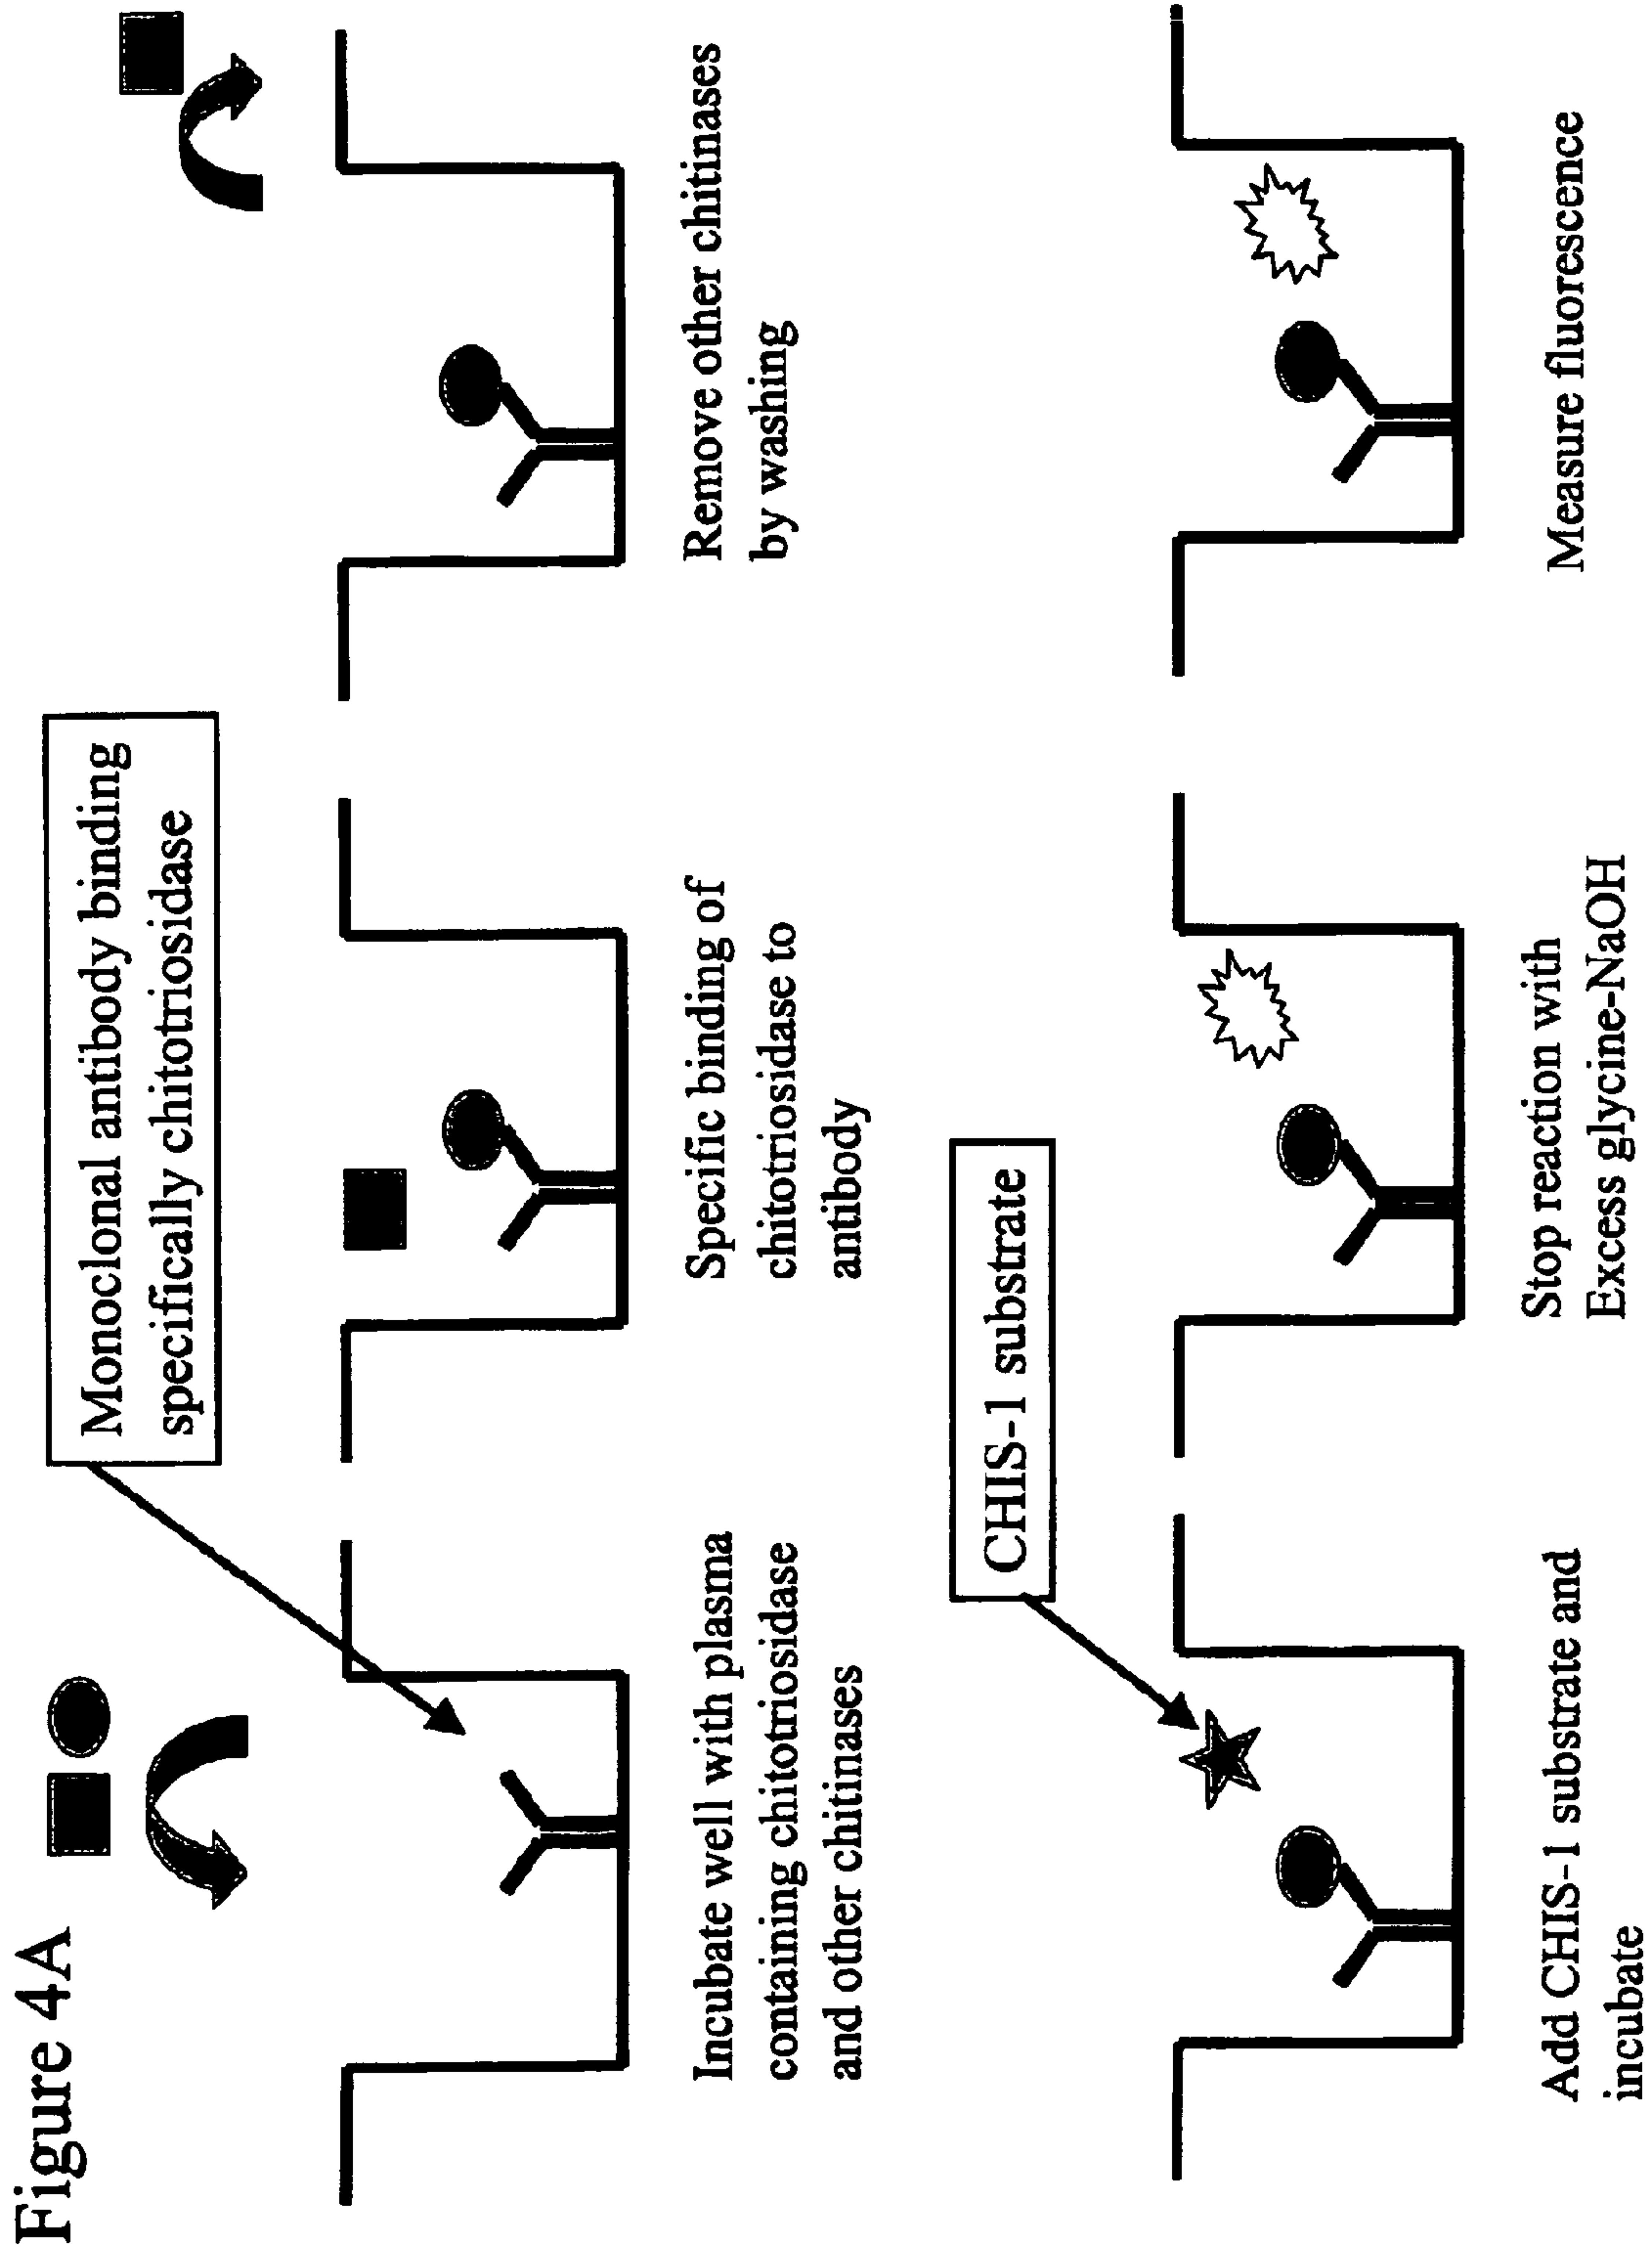 Figure 4A
Monoclonal antibody binding
specifically chitotriosidase
Incubate well with plasma
containing chitotriosidase
and other chitinases
Specific binding of
chitotriosidase to
antibody
Remove other chitinases
by washing
CHIS-1 substrate
Add CHIS-1 substrate and
incubate
Stop reaction with
Excess glycine-NaOH
Measure fluorescence